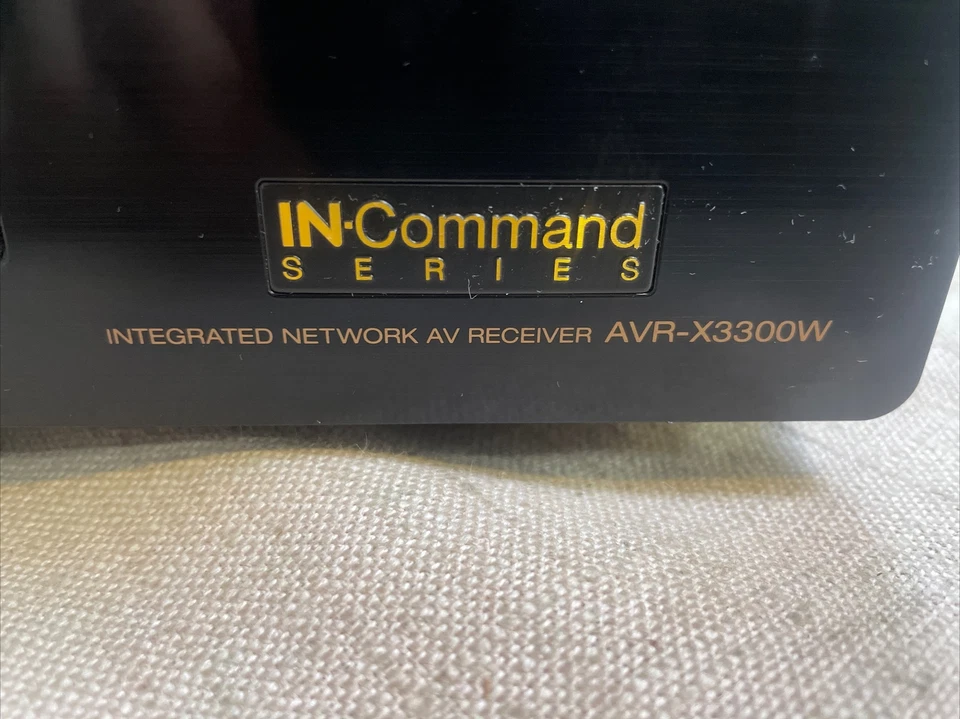 IN·Command
SERIES
INTEGRATED NETWORK AV RECEIVER AVR-X3300W